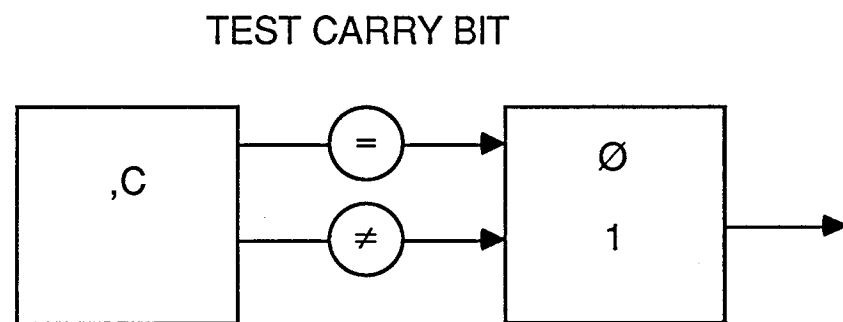 TEST CARRY BIT
,C
=
≠
Ø
1